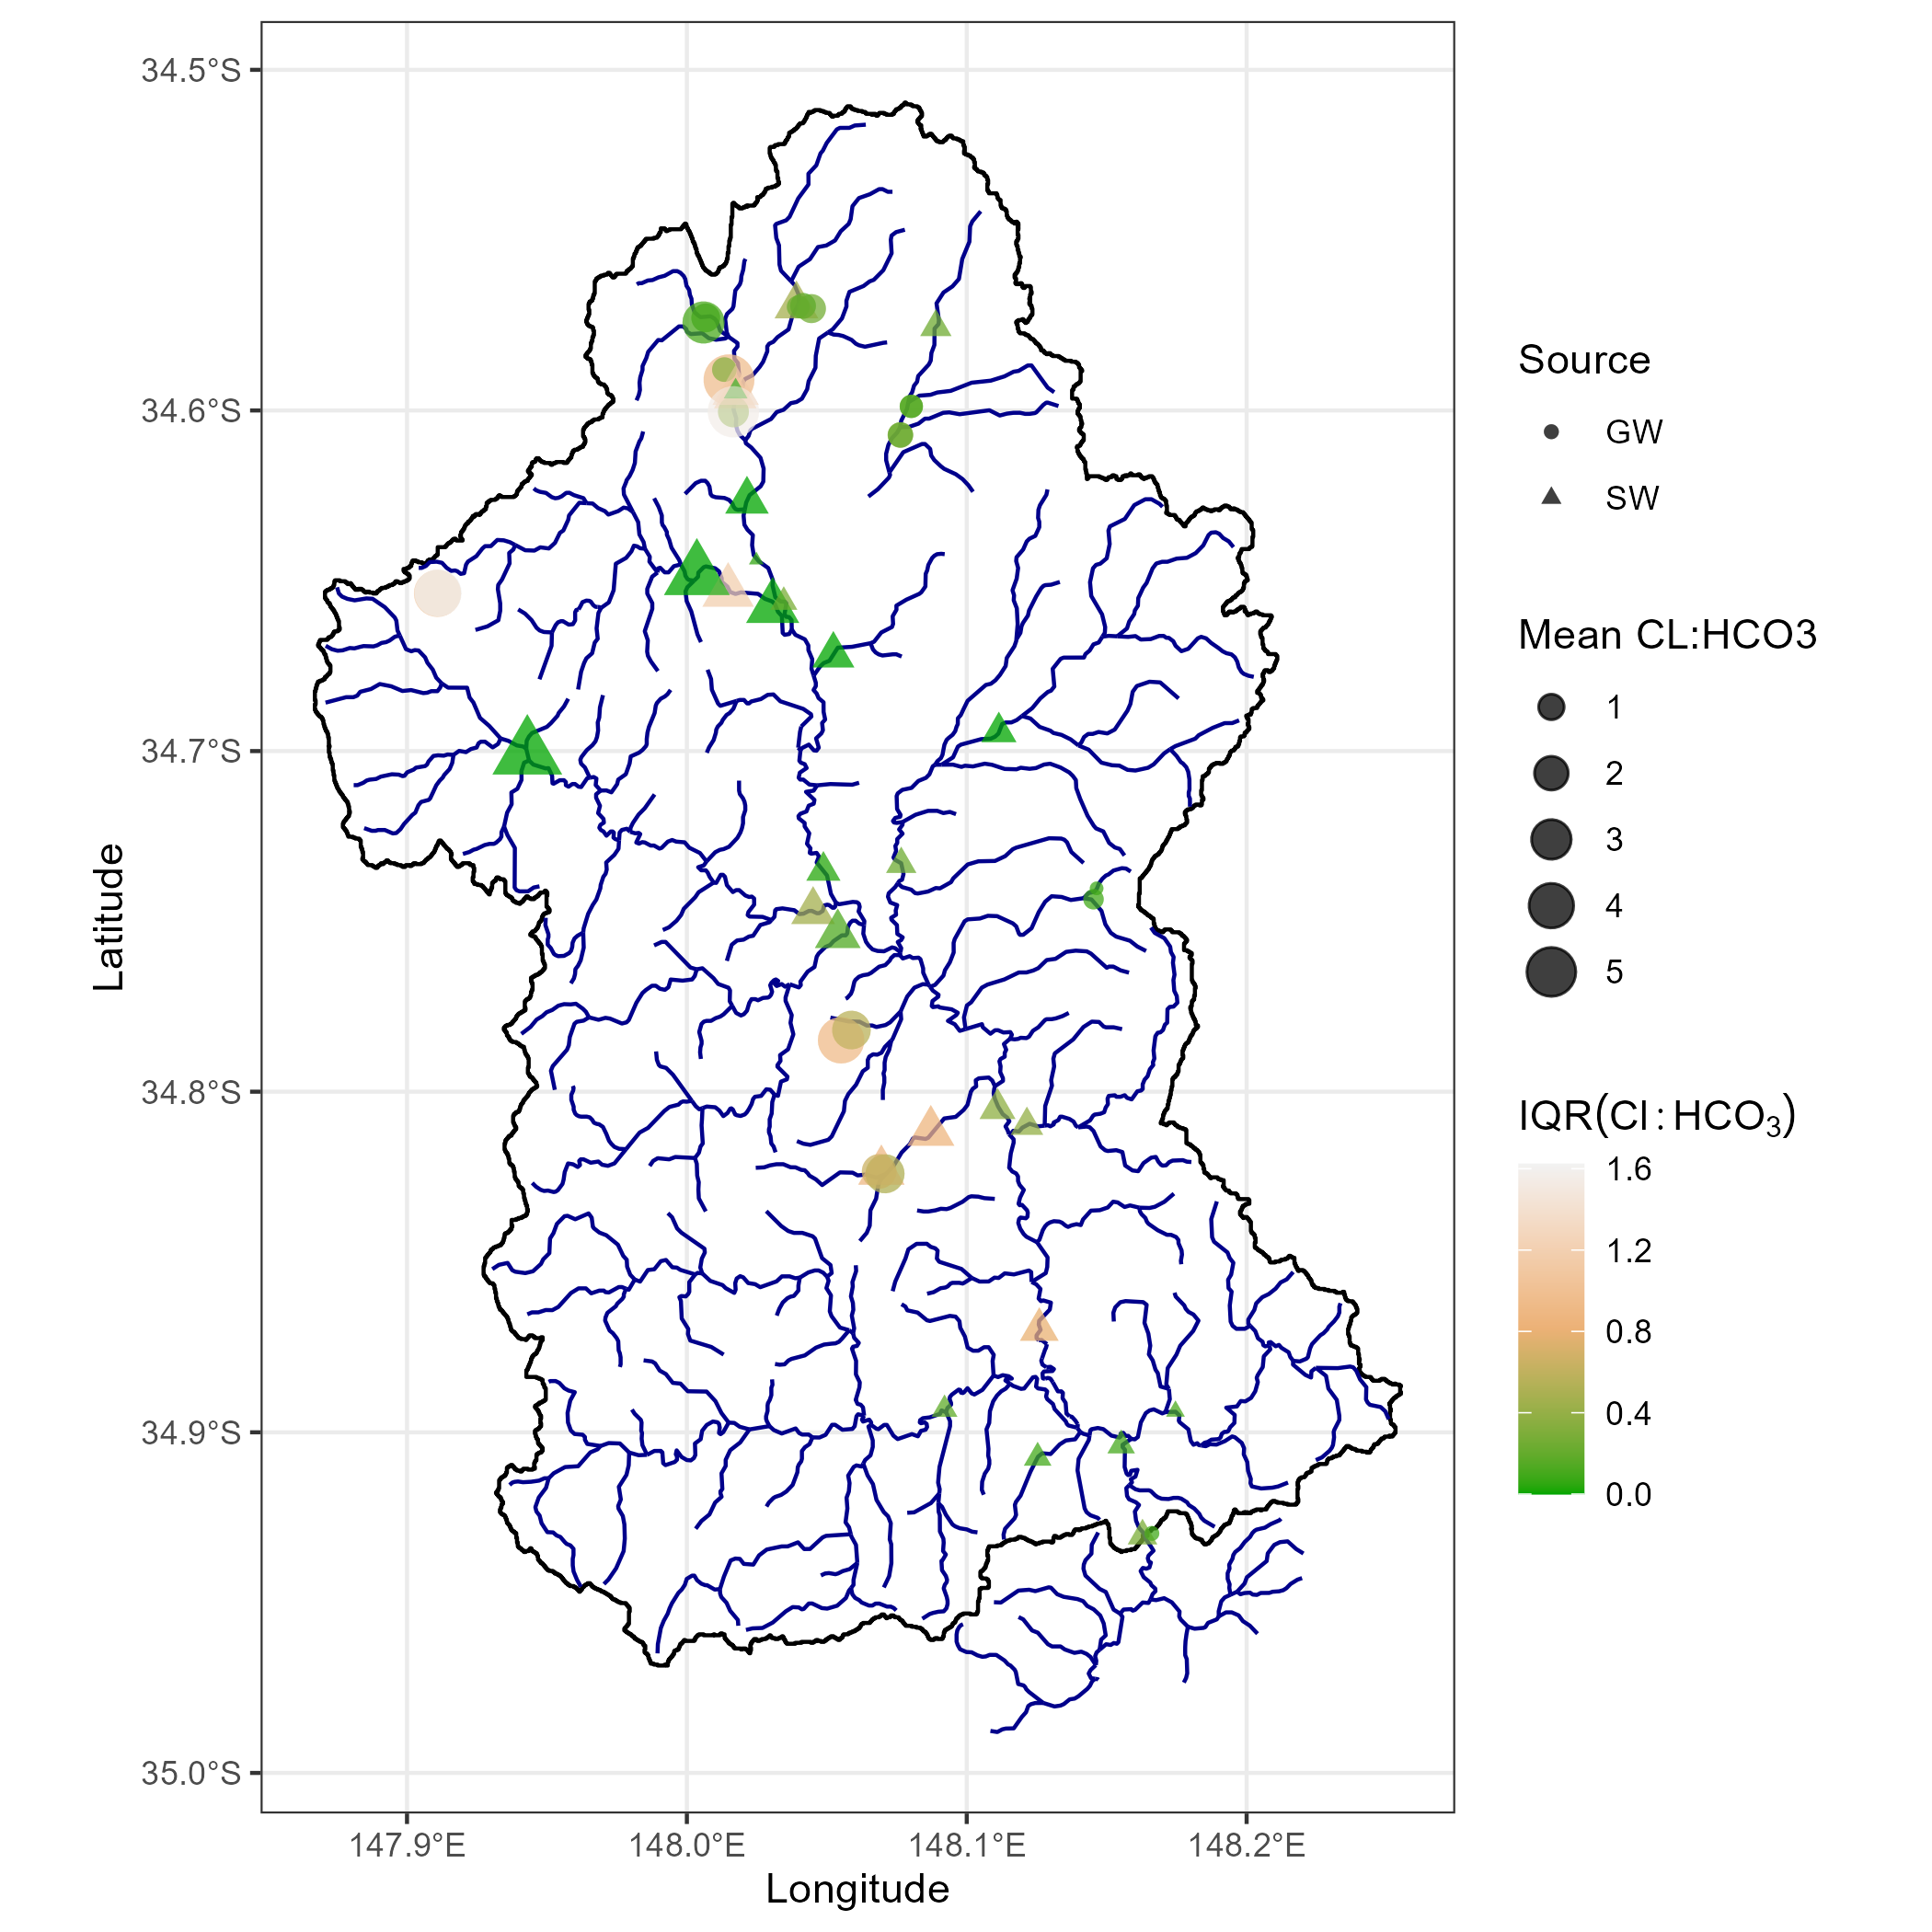 34.5°S
34.6°S
34.7°S
34.8°S
34.9°S
35.0°S
Latitude
147.9°E
148.0°E
148.1°E
148.2°E
Longitude
Source
GW
SW
Mean CL:HCO3
1
2
3
4
5
IQR(Cl : HCO₃)
1.6
1.2
0.8
0.4
0.0